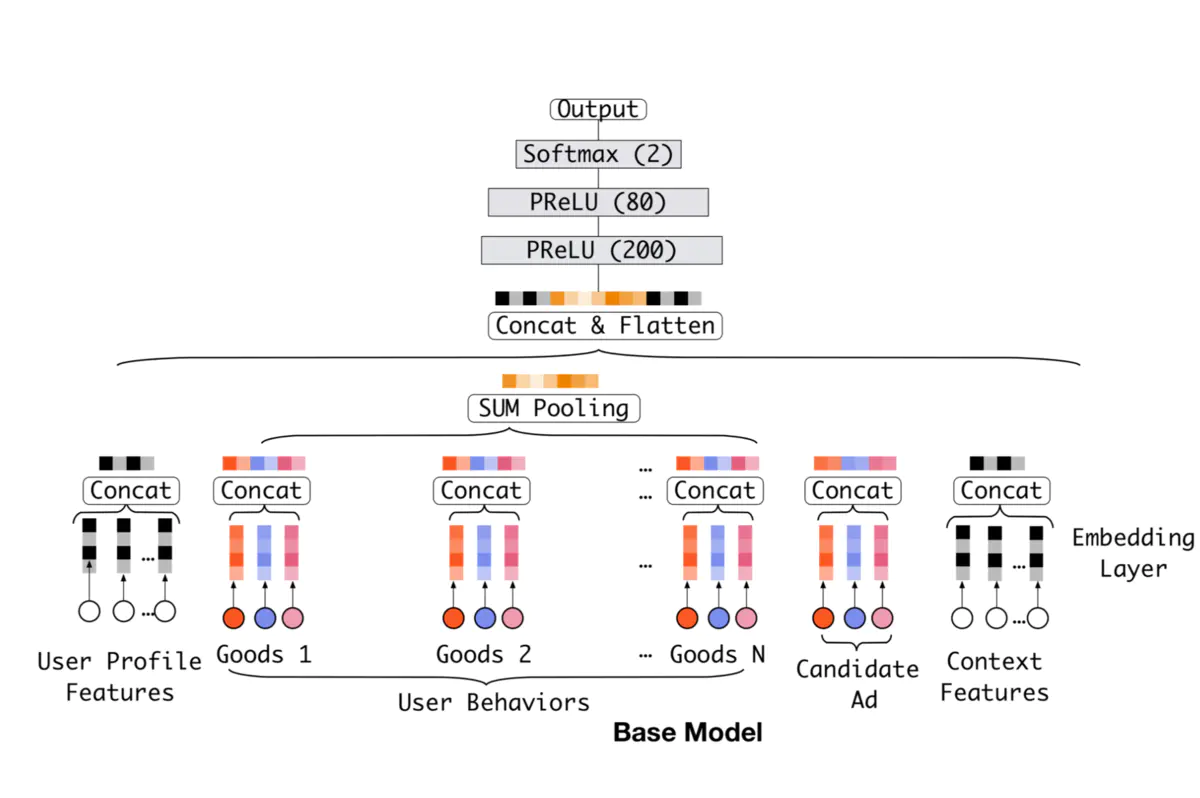 Output
Softmax (2)
PReLU (80)
PReLU (200)
Concat & Flatten
SUM Pooling
... 
Concat Concat Concat ... Concat Concat Concat
... ... ... ...
Embedding
Layer
User Profile
Features
Goods 1 Goods 2 ... Goods N
User Behaviors
Candidate
Ad
Context
Features
Base Model